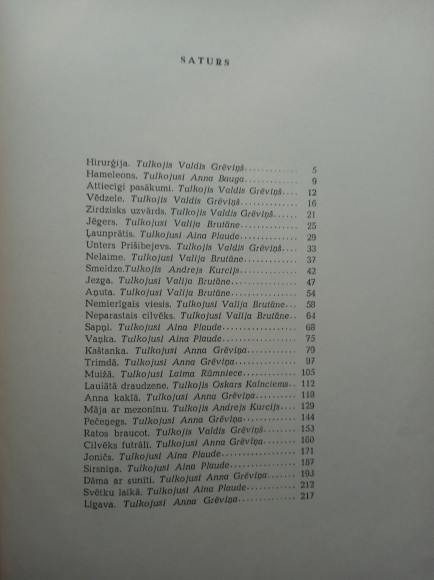 SATURS
Hirurģija. Tulkojis Valdis Grēviņš............ 5
Hameleons. Tulkojusi Anna Bauga........... 9
Attiecīgi pasākumi. Tulkojis Valdis Grēviņš.... 12
Vēdzele. Tulkojis Valdis Grēviņš............. 16
Zirdzisks uzvārds. Tulkojis Valdis Grēviņš.... 21
Jēgers. Tulkojusi Valija Brutāne............. 25
Ļaunprātis. Tulkojusi Aina Plaude........... 29
Unters Prišibejevs. Tulkojis Valdis Grēviņš.... 33
Nelaime. Tulkojusi Valija Brutāne............ 37
Smeldze. Tulkojis Andrejs Kurcijs............ 42
Jezga. Tulkojusi Valija Brutāne.............. 47
Aņuta. Tulkojusi Valija Brutāne............. 54
Nemierīgais viesis. Tulkojusi Valija Brutāne... 58
Neparastais cilvēks. Tulkojusi Valija Brutāne.. 64
Sapņi. Tulkojusi Aina Plaude................ 68
Vaņka. Tulkojusi Aina Plaude............... 75
Kaštanka. Tulkojusi Anna Grēviņa.......... 79
Trimdā. Tulkojusi Anna Grēviņa............ 97
Muižā. Tulkojusi Laima Rūmniece........... 105
Laulātā draudzene. Tulkojis Oskars Kalnciems.. 112
Anna kaklā. Tulkojusi Anna Grēviņa......... 118
Māja ar mezonīnu. Tulkojis Andrejs Kurcijs... 129
Pečeņegs. Tulkojusi Anna Grēviņa........... 144
Ratos braucot. Tulkojis Valdis Grēviņš....... 153
Cilvēks futrālī. Tulkojusi Anna Grēviņa...... 160
Joničs. Tulkojusi Aina Plaude............... 171
Sirsniņa. Tulkojusi Aina Plaude............. 187
Dāma ar sunīti. Tulkojusi Anna Grēviņa...... 193
Svētku laikā. Tulkojusi Aina Plaude.......... 212
Līgava. Tulkojusi Anna Grēviņa............. 217